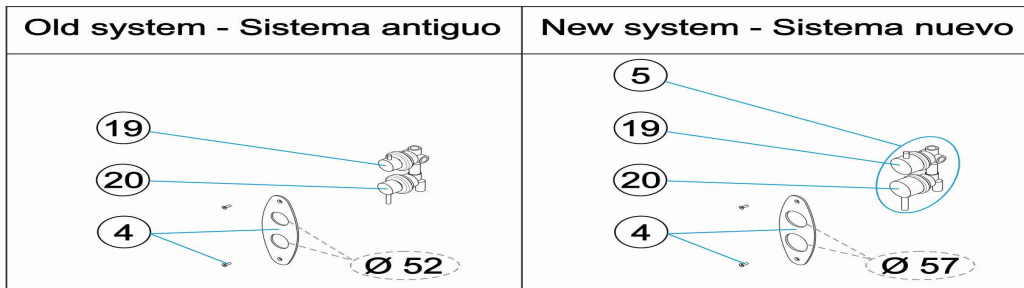 Old system - Sistema antiguo
19
20
4
Ø 52
New system - Sistema nuevo
5
19
20
4
Ø 57